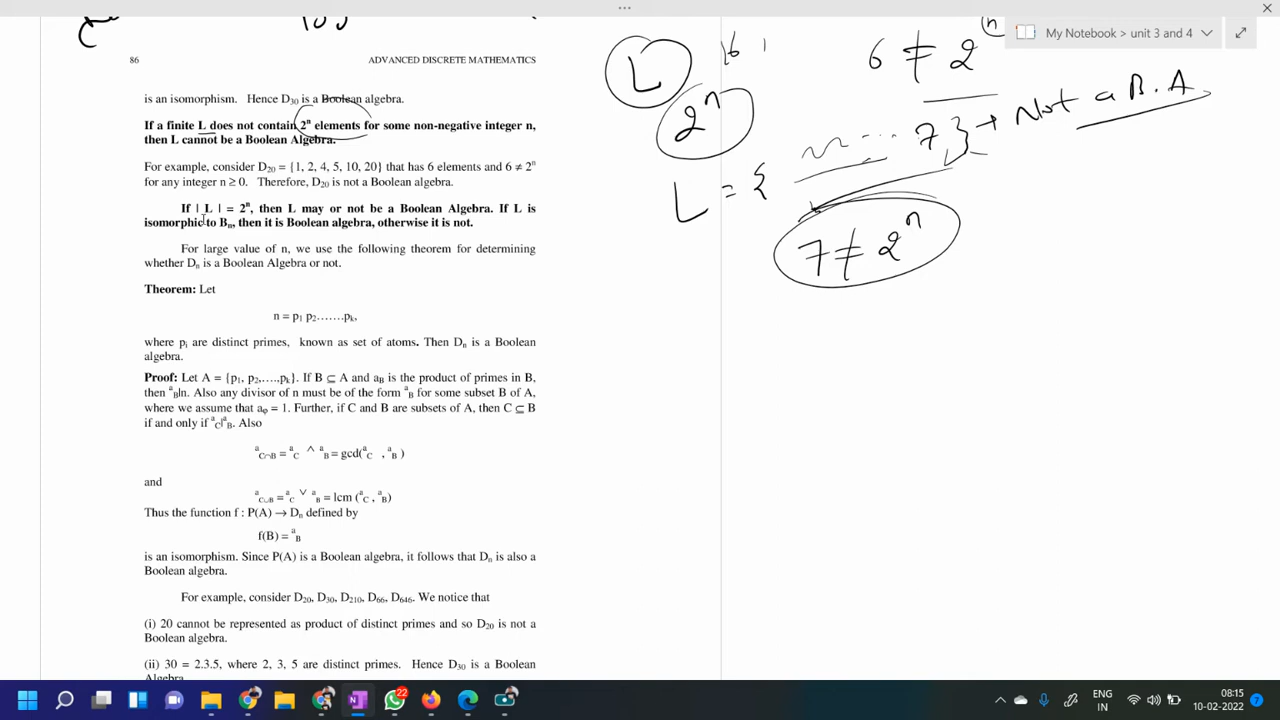 My Notebook > unit 3 and 4
86
ADVANCED DISCRETE MATHEMATICS
is an isomorphism. Hence D30 is a Boolean algebra.
If a finite L does not contain 2^n elements for some non-negative integer n,
then L cannot be a Boolean Algebra.
For example, consider D20 = {1, 2, 4, 5, 10, 20} that has 6 elements and 6 ≠ 2^n
for any integer n ≥ 0. Therefore, D20 is not a Boolean algebra.
If | L | = 2^n, then L may or not be a Boolean Algebra. If L is
isomorphic to Bn, then it is Boolean algebra, otherwise it is not.
For large value of n, we use the following theorem for determining
whether Dn is a Boolean Algebra or not.
Theorem: Let
n = p1 p2…….pk,
where pi are distinct primes, known as set of atoms. Then Dn is a Boolean
algebra.
Proof: Let A = {p1, p2,….,pk}. If B ⊆ A and aB is the product of primes in B,
then aB|n. Also any divisor of n must be of the form aB for some subset B of A,
where we assume that aφ = 1. Further, if C and B are subsets of A, then C ⊆ B
if and only if aC|aB. Also
aC∩B = aC ∧ aB = gcd(aC , aB )
and
aC∪B = aC ∨ aB = lcm (aC , aB)
Thus the function f : P(A) → Dn defined by
f(B) = aB
is an isomorphism. Since P(A) is a Boolean algebra, it follows that Dn is also a
Boolean algebra.
For example, consider D20, D30, D210, D66, D646. We notice that
(i) 20 cannot be represented as product of distinct primes and so D20 is not a
Boolean algebra.
(ii) 30 = 2.3.5, where 2, 3, 5 are distinct primes. Hence D30 is a Boolean
Algebra.
L
16
6 ≠ 2^n
2^n
L = { ---- 7} → Not a B.A
7 ≠ 2^n
22
ENG
IN
08:15
10-02-2022
7